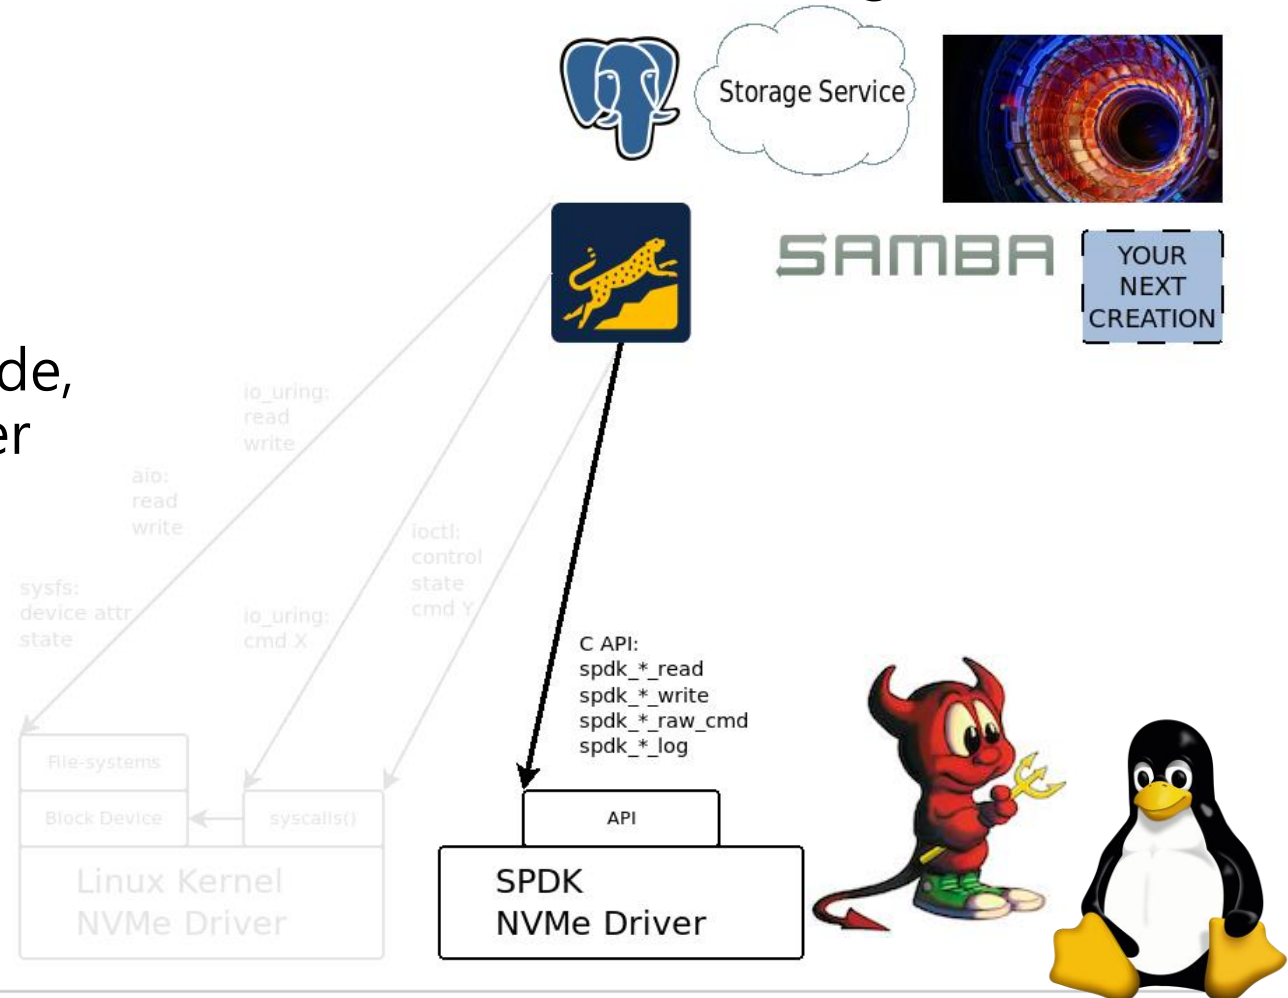 Storage Service
SAMBA
YOUR
NEXT
CREATION
de,
er
io_uring:
read
write
aio:
read
write
ioctl:
control
state
cmd Y
sysfs:
device attr
state
io_uring:
cmd X
C API:
spdk_*_read
spdk_*_write
spdk_*_raw_cmd
spdk_*_log
File-systems
Block Device
syscalls()
API
Linux Kernel
NVMe Driver
SPDK
NVMe Driver